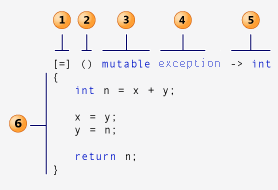 1 2 3 4 5
[=] () mutable exception -> int
{
6
int n = x + y;
x = y;
y = n;
return n;
}